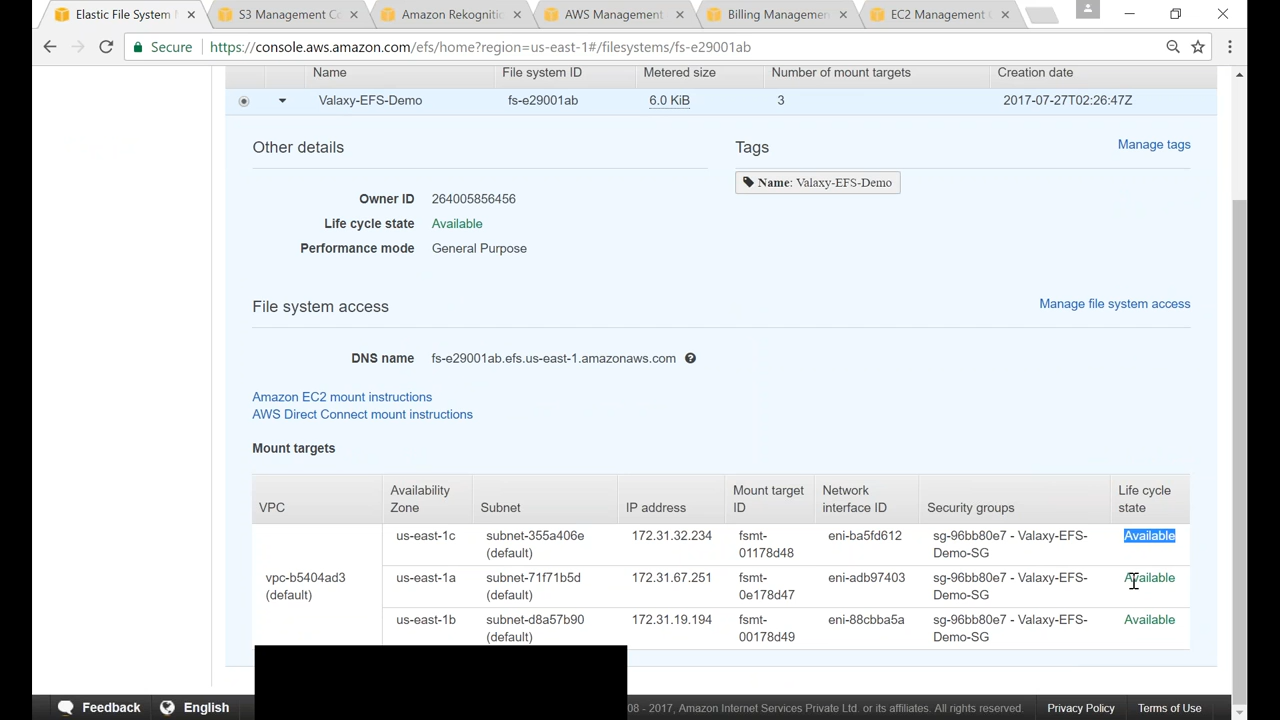 Elastic File System
S3 Management Co
Amazon Rekogniti
AWS Management
Billing Managemen
EC2 Management C
Secure
https://console.aws.amazon.com/efs/home?region=us-east-1#/filesystems/fs-e29001ab
Name File system ID Metered size Number of mount targets Creation date
Valaxy-EFS-Demo fs-e29001ab 6.0 KiB 3 2017-07-27T02:26:47Z
Other details
Tags
Manage tags
Name: Valaxy-EFS-Demo
Owner ID 264005856456
Life cycle state Available
Performance mode General Purpose
File system access
Manage file system access
DNS name fs-e29001ab.efs.us-east-1.amazonaws.com
Amazon EC2 mount instructions
AWS Direct Connect mount instructions
Mount targets
VPC
Availability Zone
Subnet
IP address
Mount target ID
Network interface ID
Security groups
Life cycle state
us-east-1c subnet-355a406e 172.31.32.234 fsmt- eni-ba5fd612 sg-96bb80e7 - Valaxy-EFS- Available
(default) 01178d48 Demo-SG
vpc-b5404ad3 us-east-1a subnet-71f71b5d 172.31.67.251 fsmt- eni-adb97403 sg-96bb80e7 - Valaxy-EFS- Available
(default) (default) 0e178d47 Demo-SG
us-east-1b subnet-d8a57b90 172.31.19.194 fsmt- eni-88cbba5a sg-96bb80e7 - Valaxy-EFS- Available
(default) 00178d49 Demo-SG
Feedback
English
08 - 2017, Amazon Internet Services Private Ltd. or its affiliates. All rights reserved.
Privacy Policy
Terms of Use